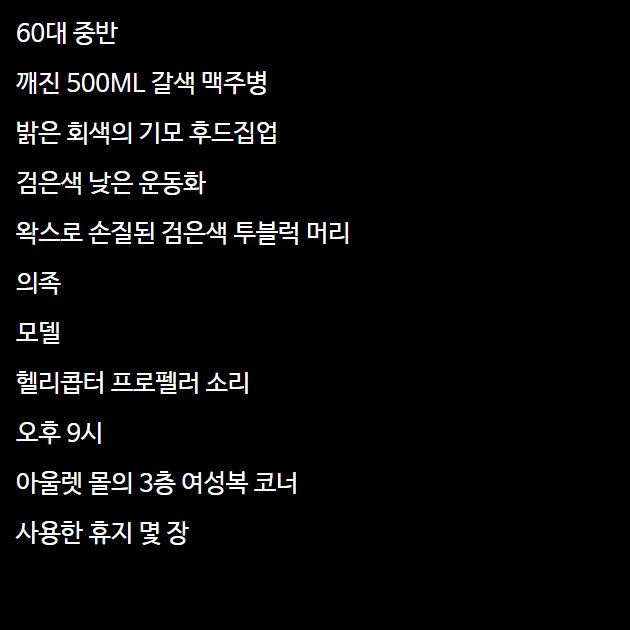 60대 중반
깨진 500ML 갈색 맥주병
밝은 회색의 기모 후드집업
검은색 낮은 운동화
왁스로 손질된 검은색 투블럭 머리
의족
모델
헬리콥터 프로펠러 소리
오후 9시
아울렛 몰의 3층 여성복 코너
사용한 휴지 몇 장